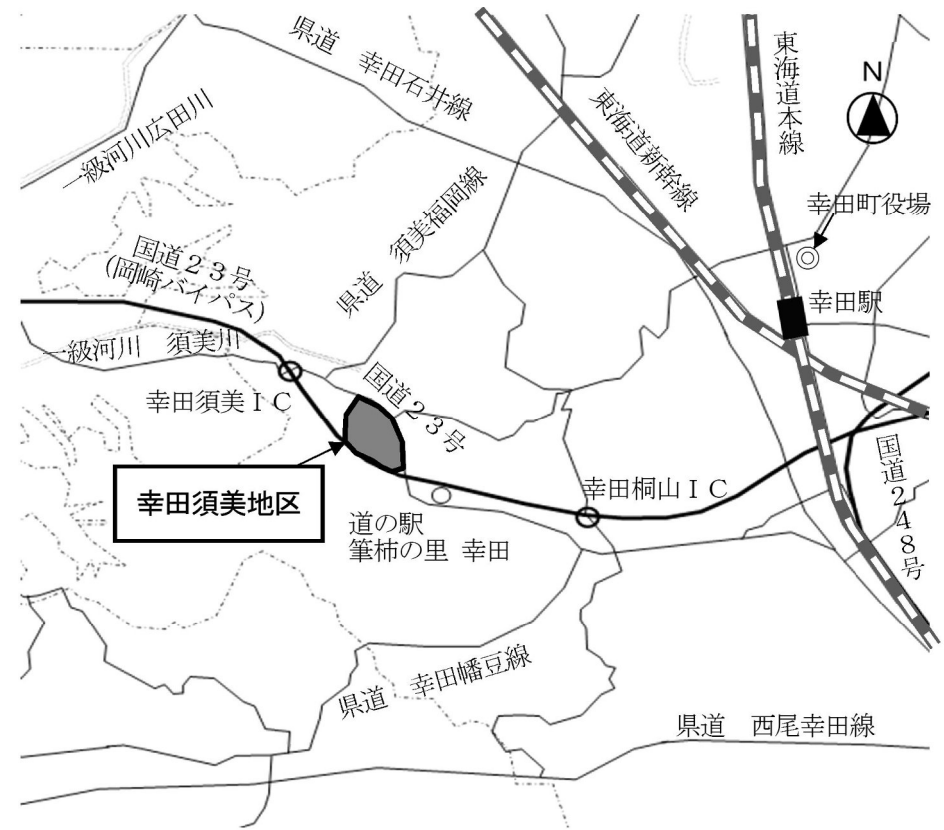 県道　幸田石井線
東海道本線
N
一級河川広田川
東海道新幹線
県道　須美福岡線
幸田町役場
国道２３号
(岡崎バイパス)
幸田駅
一級河川　須美川
幸田須美ＩＣ
国道２３号
幸田須美地区
幸田桐山ＩＣ
国道２４８号
道の駅
筆柿の里 幸田
県道　幸田幡豆線
県道　西尾幸田線